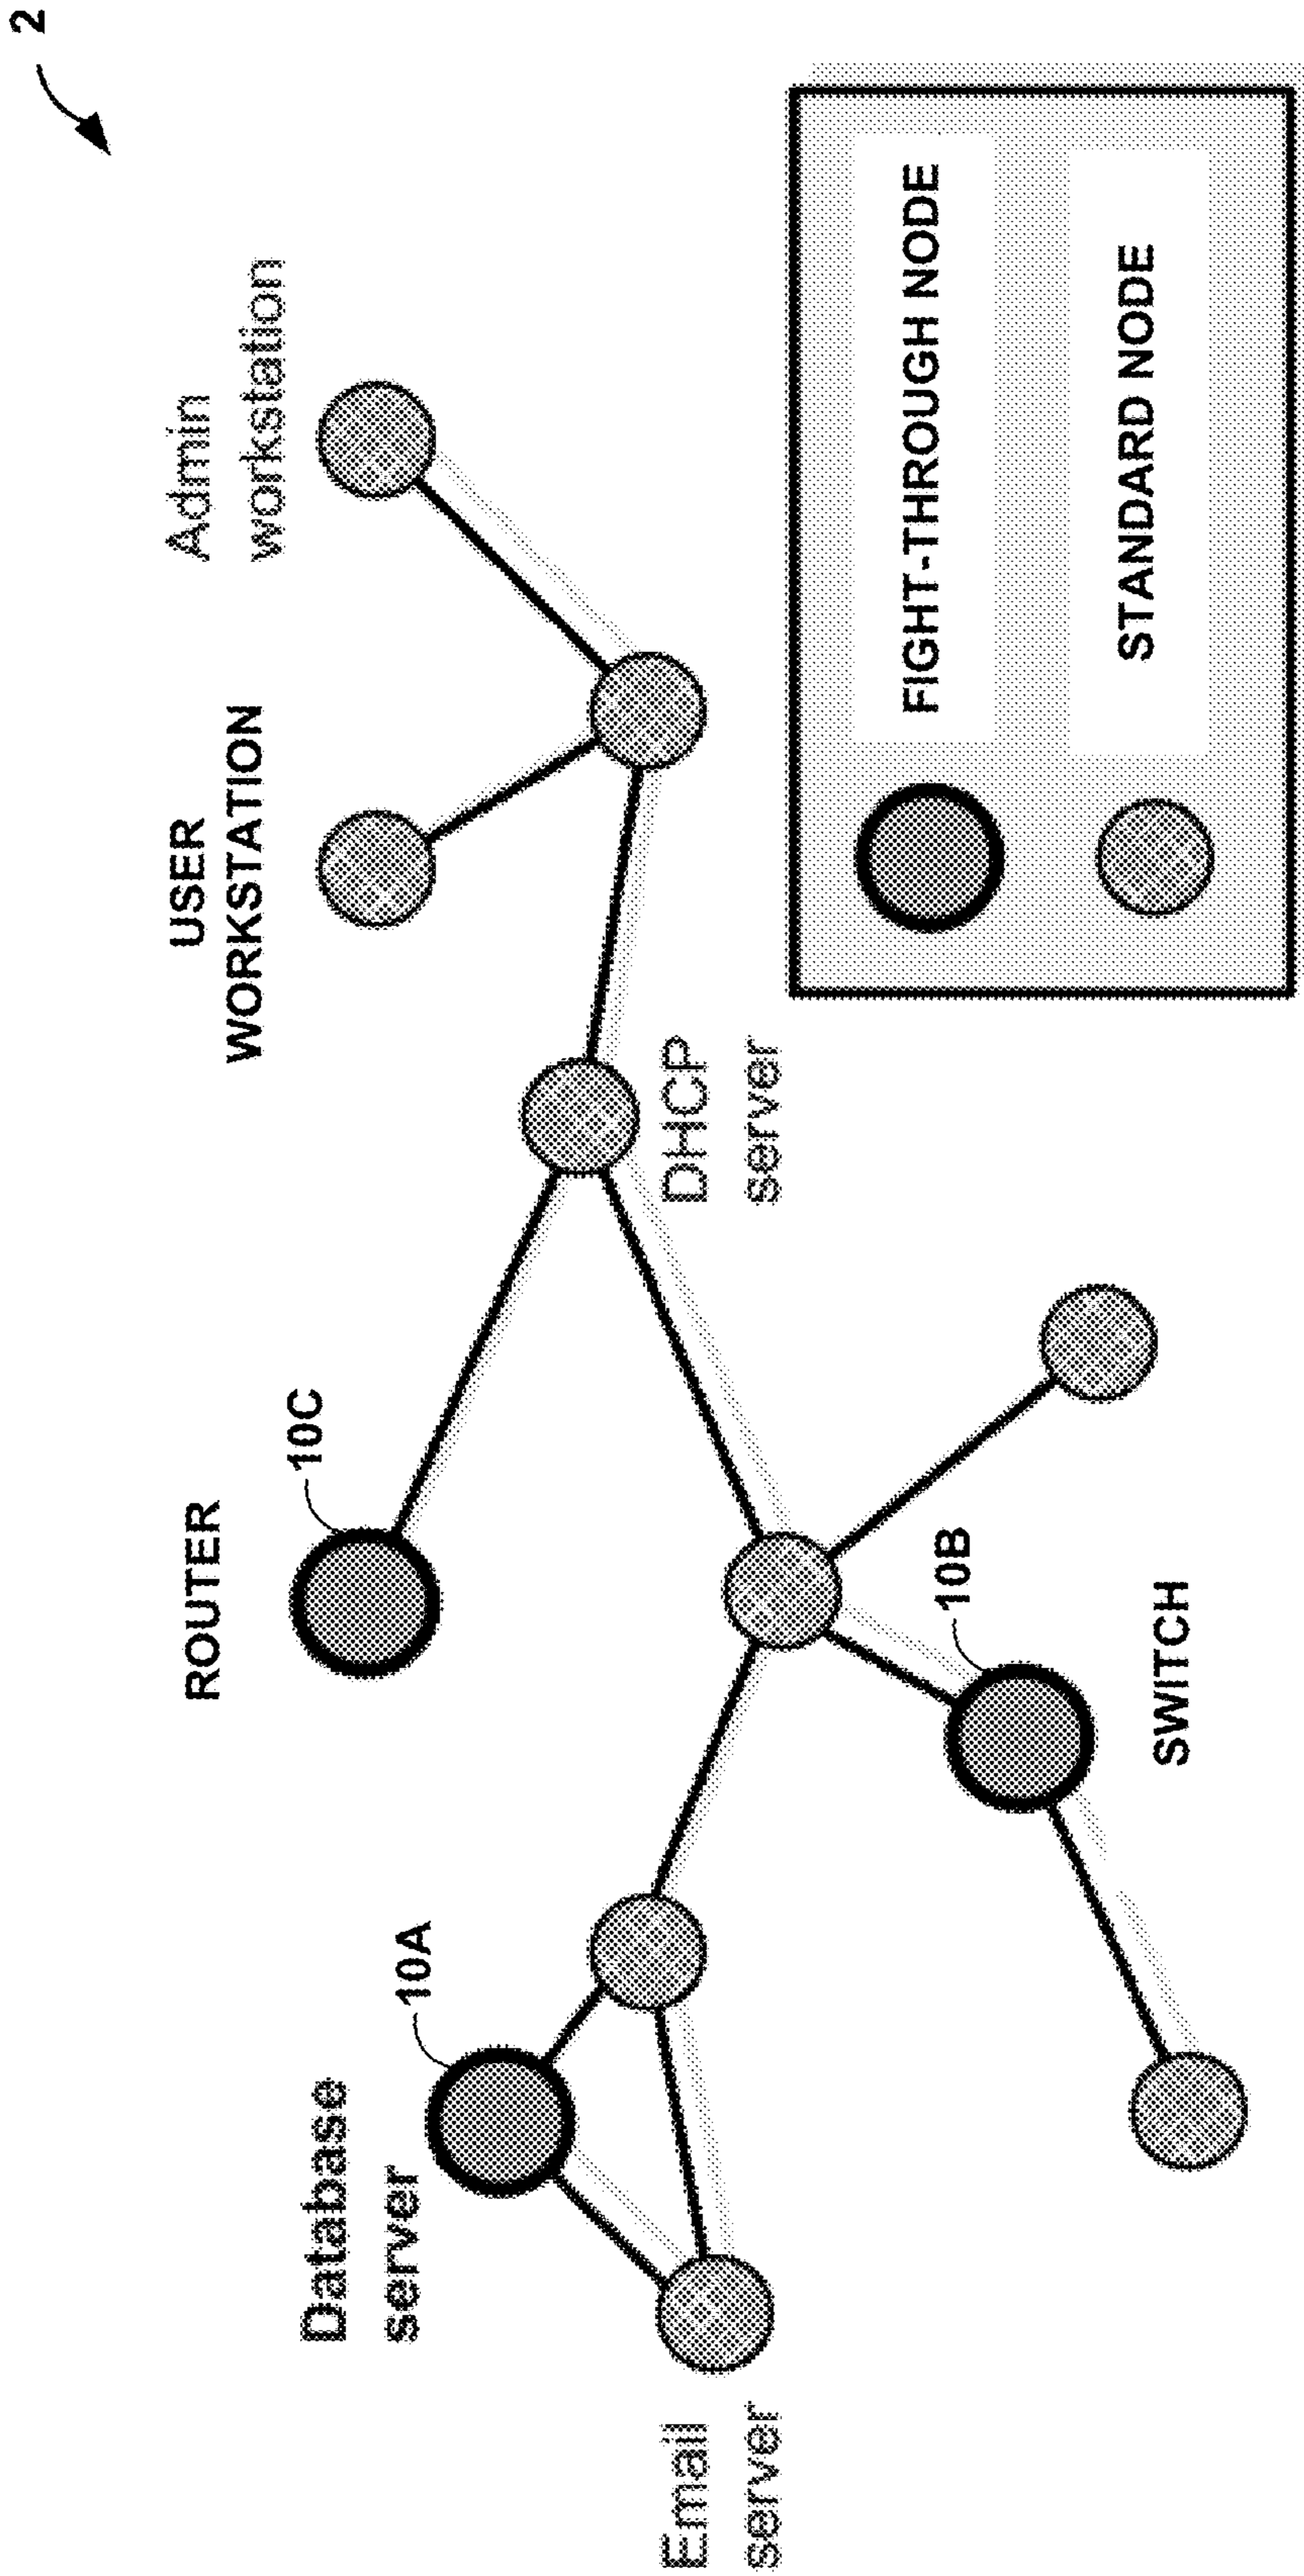 2
Admin
workstation
USER
WORKSTATION
ROUTER
10C
Database
server
10A
Email
server
DHCP
server
10B
SWITCH
FIGHT-THROUGH NODE
STANDARD NODE